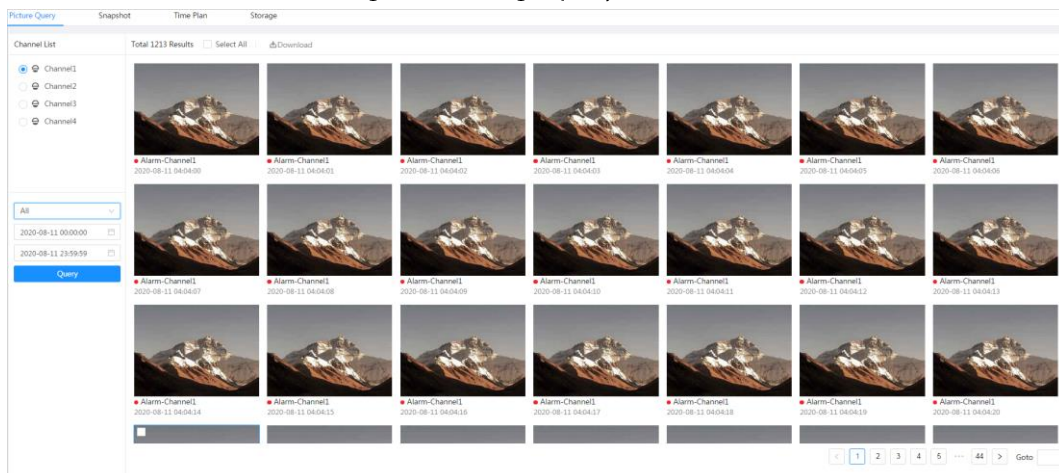 Picture Query Snapshot Time Plan Storage
Channel List Total 1213 Results Select All Download
Channel1
Channel2
Channel3
Channel4
All
2020-08-11 00:00:00
2020-08-11 23:59:59
Query
Alarm-Channel1 Alarm-Channel1 Alarm-Channel1 Alarm-Channel1 Alarm-Channel1 Alarm-Channel1 Alarm-Channel1
2020-08-11 04:04:00 2020-08-11 04:04:01 2020-08-11 04:04:02 2020-08-11 04:04:03 2020-08-11 04:04:04 2020-08-11 04:04:05 2020-08-11 04:04:06
Alarm-Channel1 Alarm-Channel1 Alarm-Channel1 Alarm-Channel1 Alarm-Channel1 Alarm-Channel1 Alarm-Channel1
2020-08-11 04:04:07 2020-08-11 04:04:08 2020-08-11 04:04:09 2020-08-11 04:04:10 2020-08-11 04:04:11 2020-08-11 04:04:12 2020-08-11 04:04:13
Alarm-Channel1 Alarm-Channel1 Alarm-Channel1 Alarm-Channel1 Alarm-Channel1 Alarm-Channel1 Alarm-Channel1
2020-08-11 04:04:14 2020-08-11 04:04:15 2020-08-11 04:04:16 2020-08-11 04:04:17 2020-08-11 04:04:18 2020-08-11 04:04:19 2020-08-11 04:04:20
< 1 2 3 4 5 ··· 44 > Goto